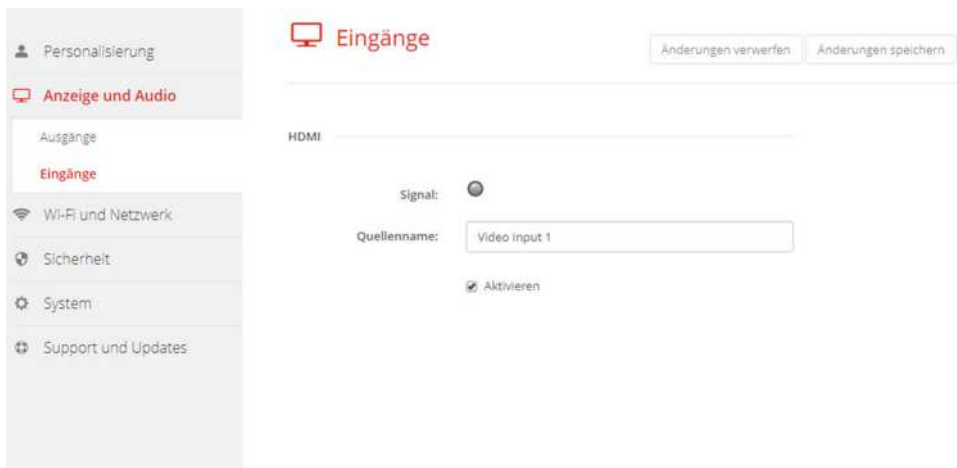 Personalisierung
Anzeige und Audio
Ausgänge
Eingänge
Wi-Fi und Netzwerk
Sicherheit
System
Support und Updates
Eingänge
Änderungen verwerfen
Änderungen speichern
HDMI
Signal:
Quellenname:
Video Input 1
Aktivieren